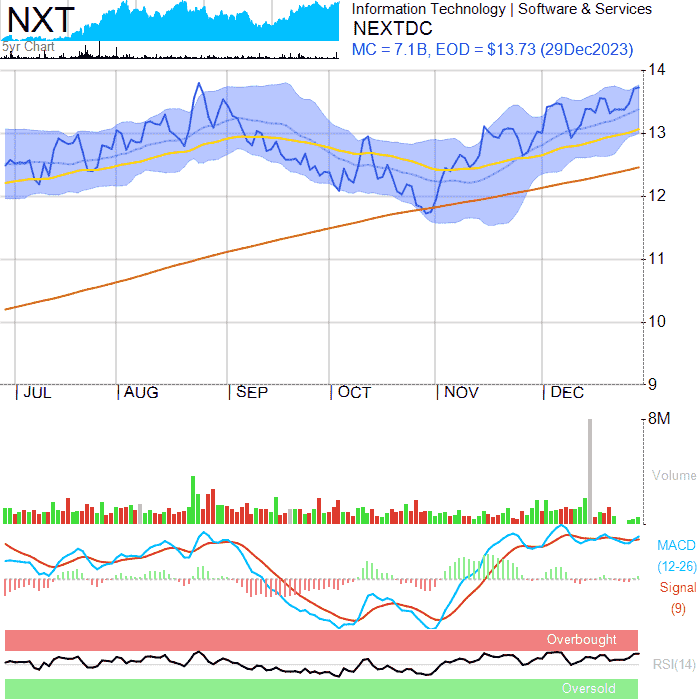 NXT
5yr Chart
Information Technology | Software & Services
NEXTDC
MC = 7.1B, EOD = $13.73 (29Dec2023)
14
13
12
11
10
9
JUL AUG SEP OCT NOV DEC
8M
Volume
MACD
(12-26)
Signal
(9)
Overbought
RSI(14)
Oversold